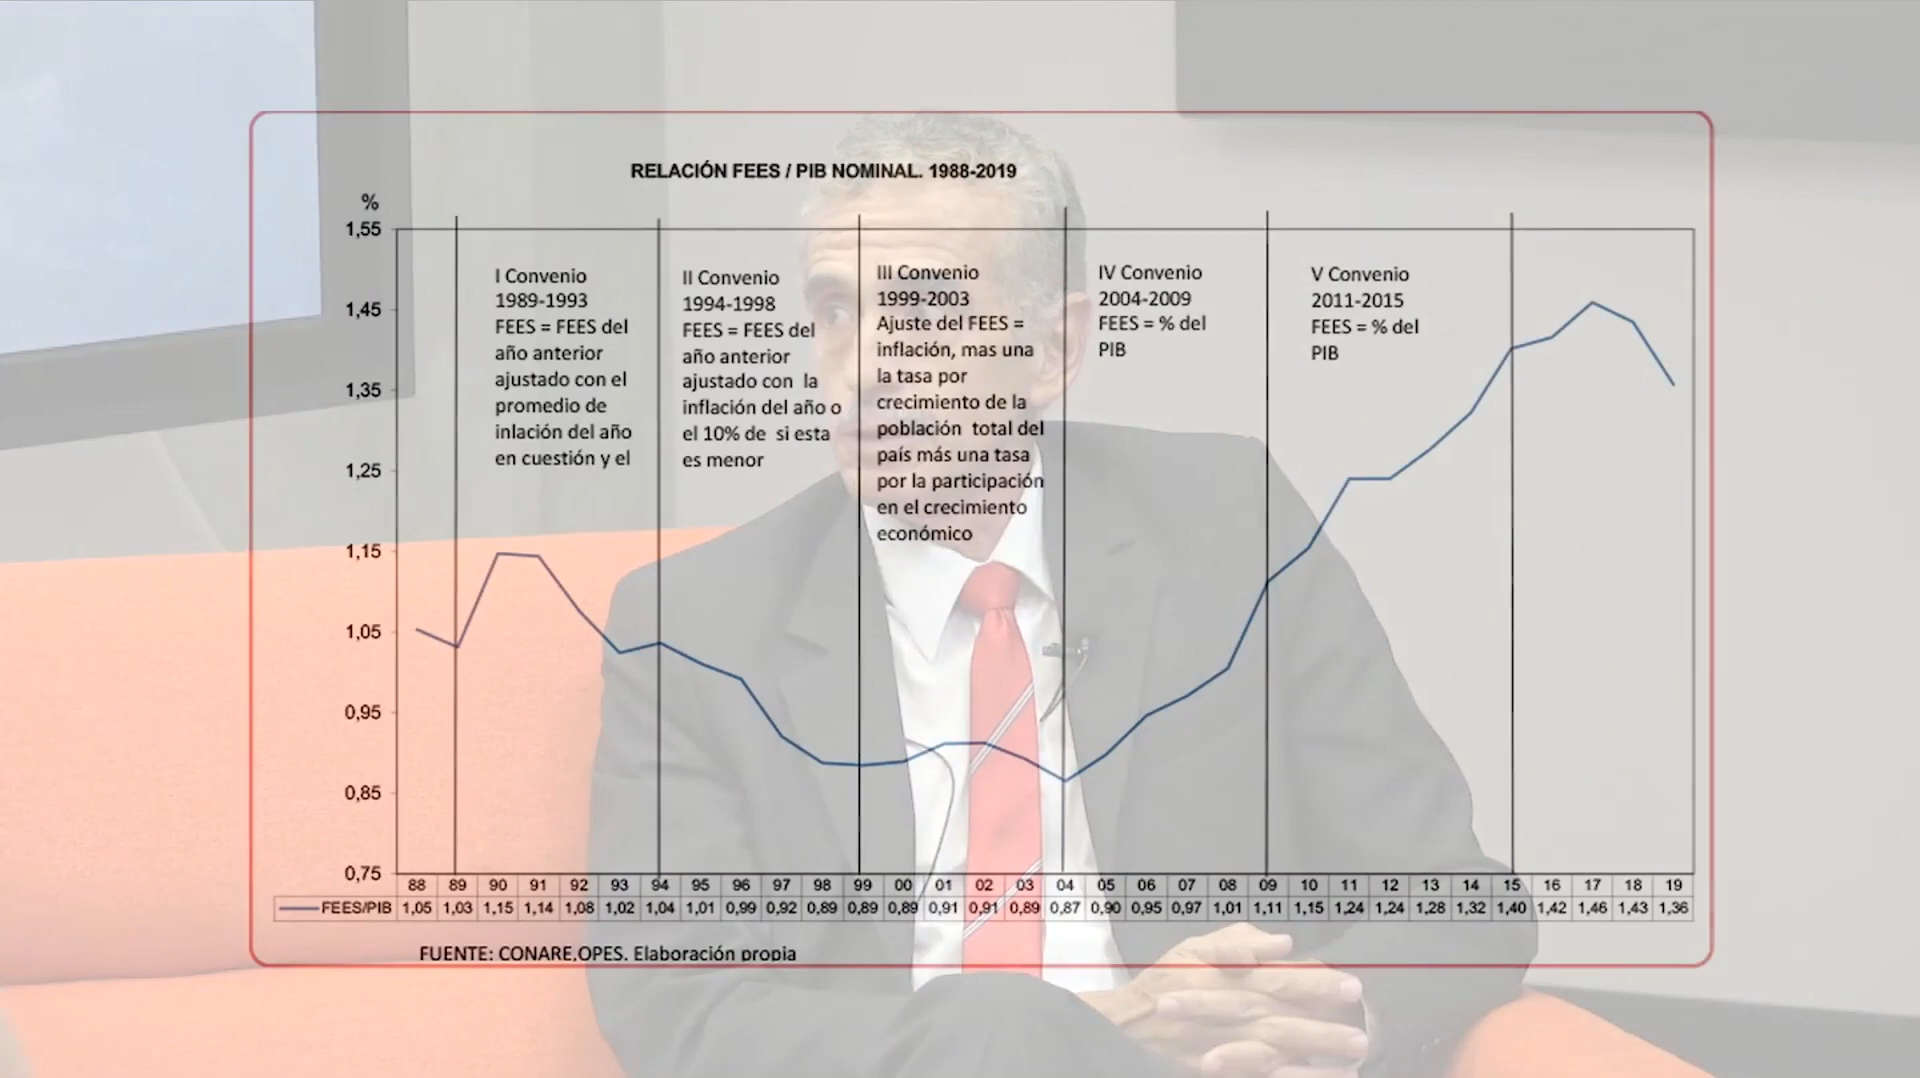 RELACIÓN FEES / PIB NOMINAL. 1988-2019
%
1,55
1,45
1,35
1,25
1,15
1,05
0,95
0,85
0,75
I Convenio
1989-1993
FEES = FEES del
año anterior
ajustado con el
promedio de
inlación del año
en cuestión y el
II Convenio
1994-1998
FEES = FEES del
año anterior
ajustado con la
inflación del año o
el 10% de si esta
es menor
III Convenio
1999-2003
Ajuste del FEES =
inflación, mas una
la tasa por
crecimiento de la
población total del
país más una tasa
por la participación
en el crecimiento
económico
IV Convenio
2004-2009
FEES = % del
PIB
V Convenio
2011-2015
FEES = % del
PIB
88 89 90 91 92 93 94 95 96 97 98 99 00 01 02 03 04 05 06 07 08 09 10 11 12 13 14 15 16 17 18 19
FEES/PIB 1,05 1,03 1,15 1,14 1,08 1,02 1,04 1,01 0,99 0,92 0,89 0,89 0,89 0,91 0,91 0,89 0,87 0,90 0,95 0,97 1,01 1,11 1,15 1,24 1,24 1,28 1,32 1,40 1,42 1,46 1,43 1,36
FUENTE: CONARE,OPES. Elaboración propia